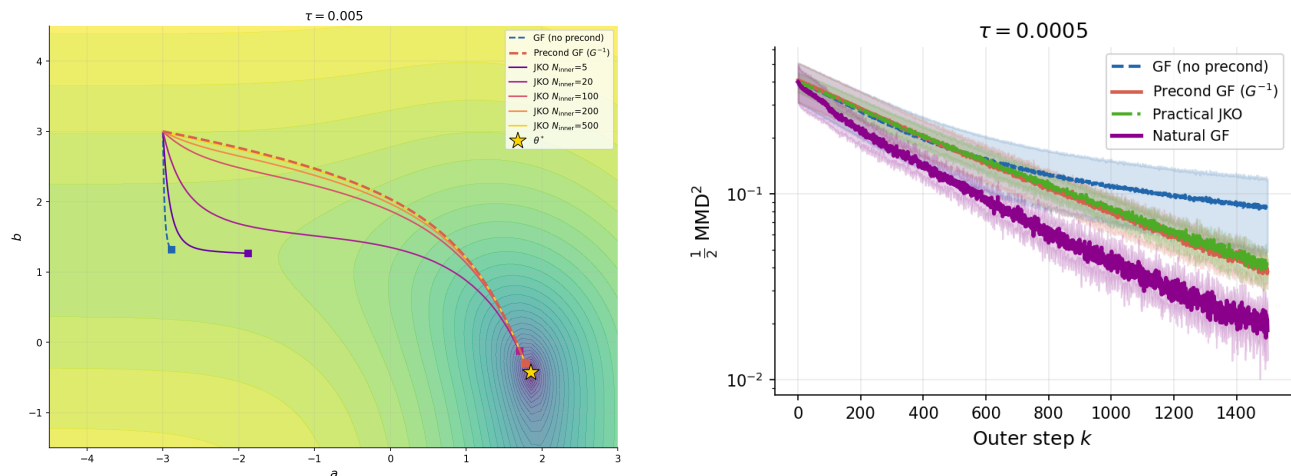 τ = 0.005
GF (no precond)
Precond GF (G⁻¹)
JKO N_inner=5
JKO N_inner=20
JKO N_inner=100
JKO N_inner=200
JKO N_inner=500
θ*
4
3
2
1
0
−1
b
−4 −3 −2 −1 0 1 2 3
a
τ = 0.0005
GF (no precond)
Precond GF (G⁻¹)
Practical JKO
Natural GF
10⁻¹
10⁻²
½ MMD²
0 200 400 600 800 1000 1200 1400
Outer step k